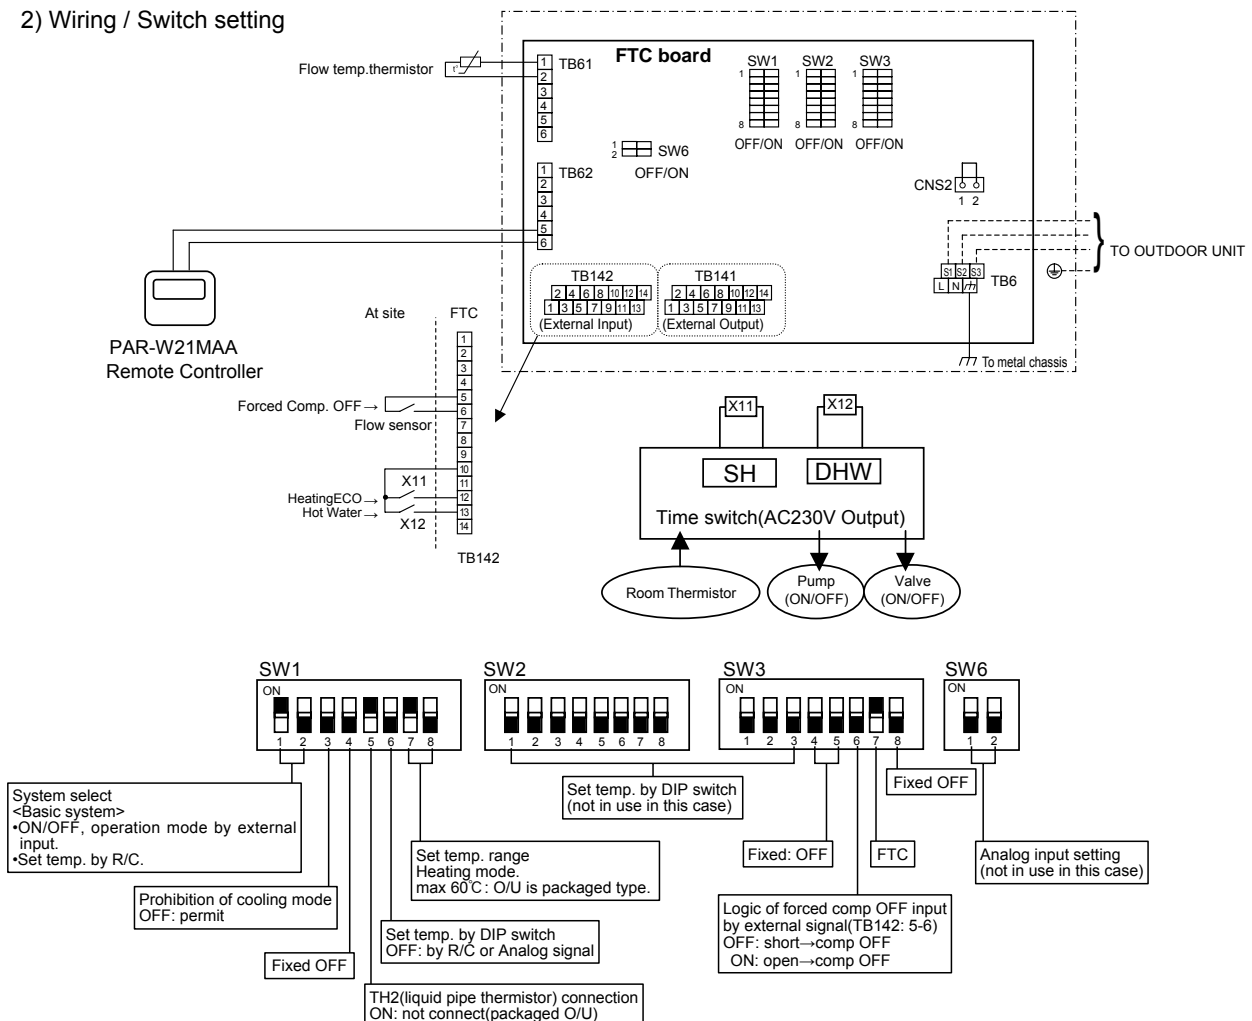 2) Wiring / Switch setting
FTC board
Flow temp.thermistor
t°
1
2
3
4
5
6
TB61
SW1
SW2
SW3
1
8
1
8
1
8
OFF/ON
OFF/ON
OFF/ON
1
2
SW6
OFF/ON
1
2
3
4
5
6
TB62
CNS2
1 2
TO OUTDOOR UNIT
S1 S2 S3
L N
TB6
To metal chassis
TB142
2 4 6 8 10 12 14
1 3 5 7 9 11 13
(External Input)
TB141
2 4 6 8 10 12 14
1 3 5 7 9 11 13
(External Output)
PAR-W21MAA
Remote Controller
At site
FTC
1
2
3
4
5
6
7
8
9
10
11
12
13
14
Forced Comp. OFF→
Flow sensor
X11
HeatingECO→
Hot Water→
X12
TB142
X11
X12
SH
DHW
Time switch(AC230V Output)
Room Thermistor
Pump
(ON/OFF)
Valve
(ON/OFF)
SW1
ON
1 2 3 4 5 6 7 8
SW2
ON
1 2 3 4 5 6 7 8
SW3
ON
1 2 3 4 5 6 7 8
SW6
ON
1 2
System select
<Basic system>
•ON/OFF, operation mode by external
input.
•Set temp. by R/C.
Prohibition of cooling mode
OFF: permit
Fixed OFF
TH2(liquid pipe thermistor) connection
ON: not connect(packaged O/U)
Set temp. by DIP switch
OFF: by R/C or Analog signal
Set temp. range
Heating mode.
max 60℃: O/U is packaged type.
Set temp. by DIP switch
(not in use in this case)
Fixed: OFF
Logic of forced comp OFF input
by external signal(TB142: 5-6)
OFF: short→comp OFF
ON: open→comp OFF
FTC
Fixed OFF
Analog input setting
(not in use in this case)